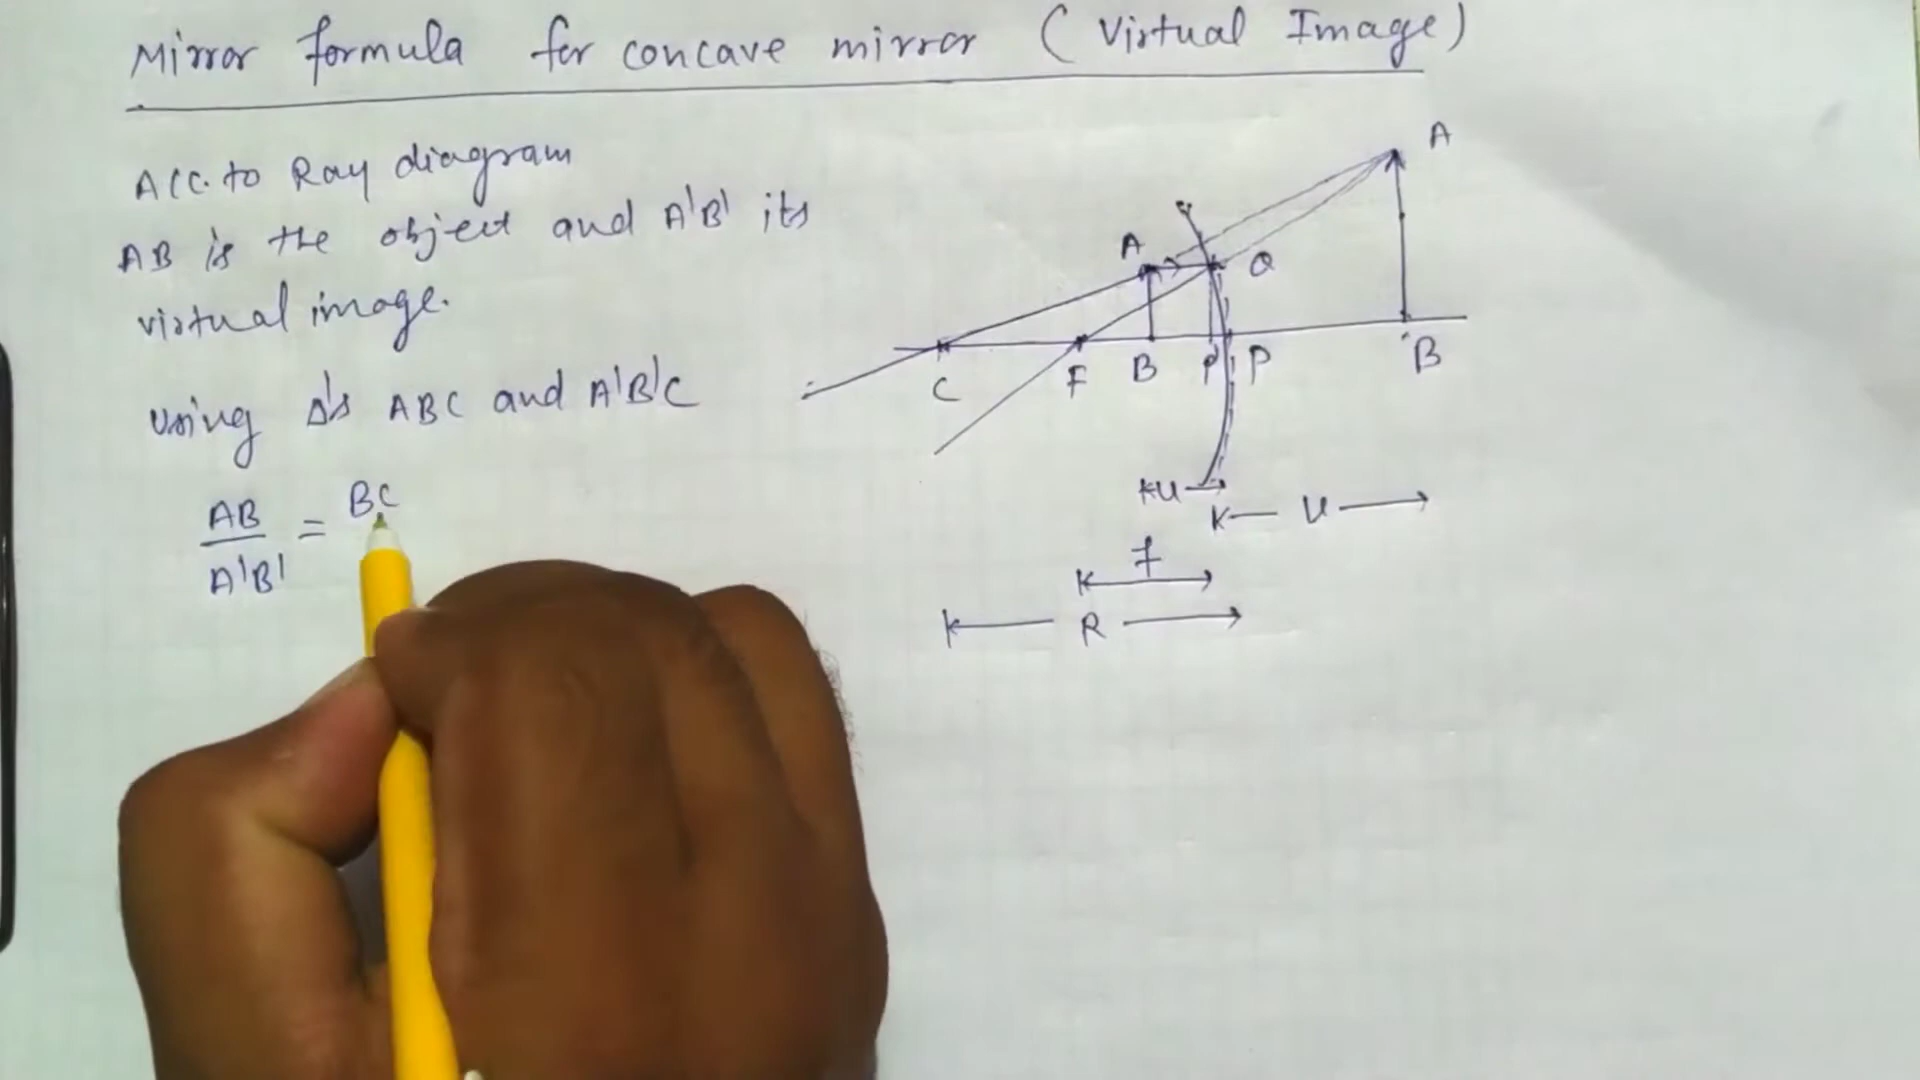 Mirror formula for concave mirror (Virtual Image)
Acc. to Ray diagram
AB is the object and A'B' its
virtual image.
Using Δ's ABC and A'B'C
AB/A'B' = BC
A
A
Q
C F B P' P B
U
U
f
R